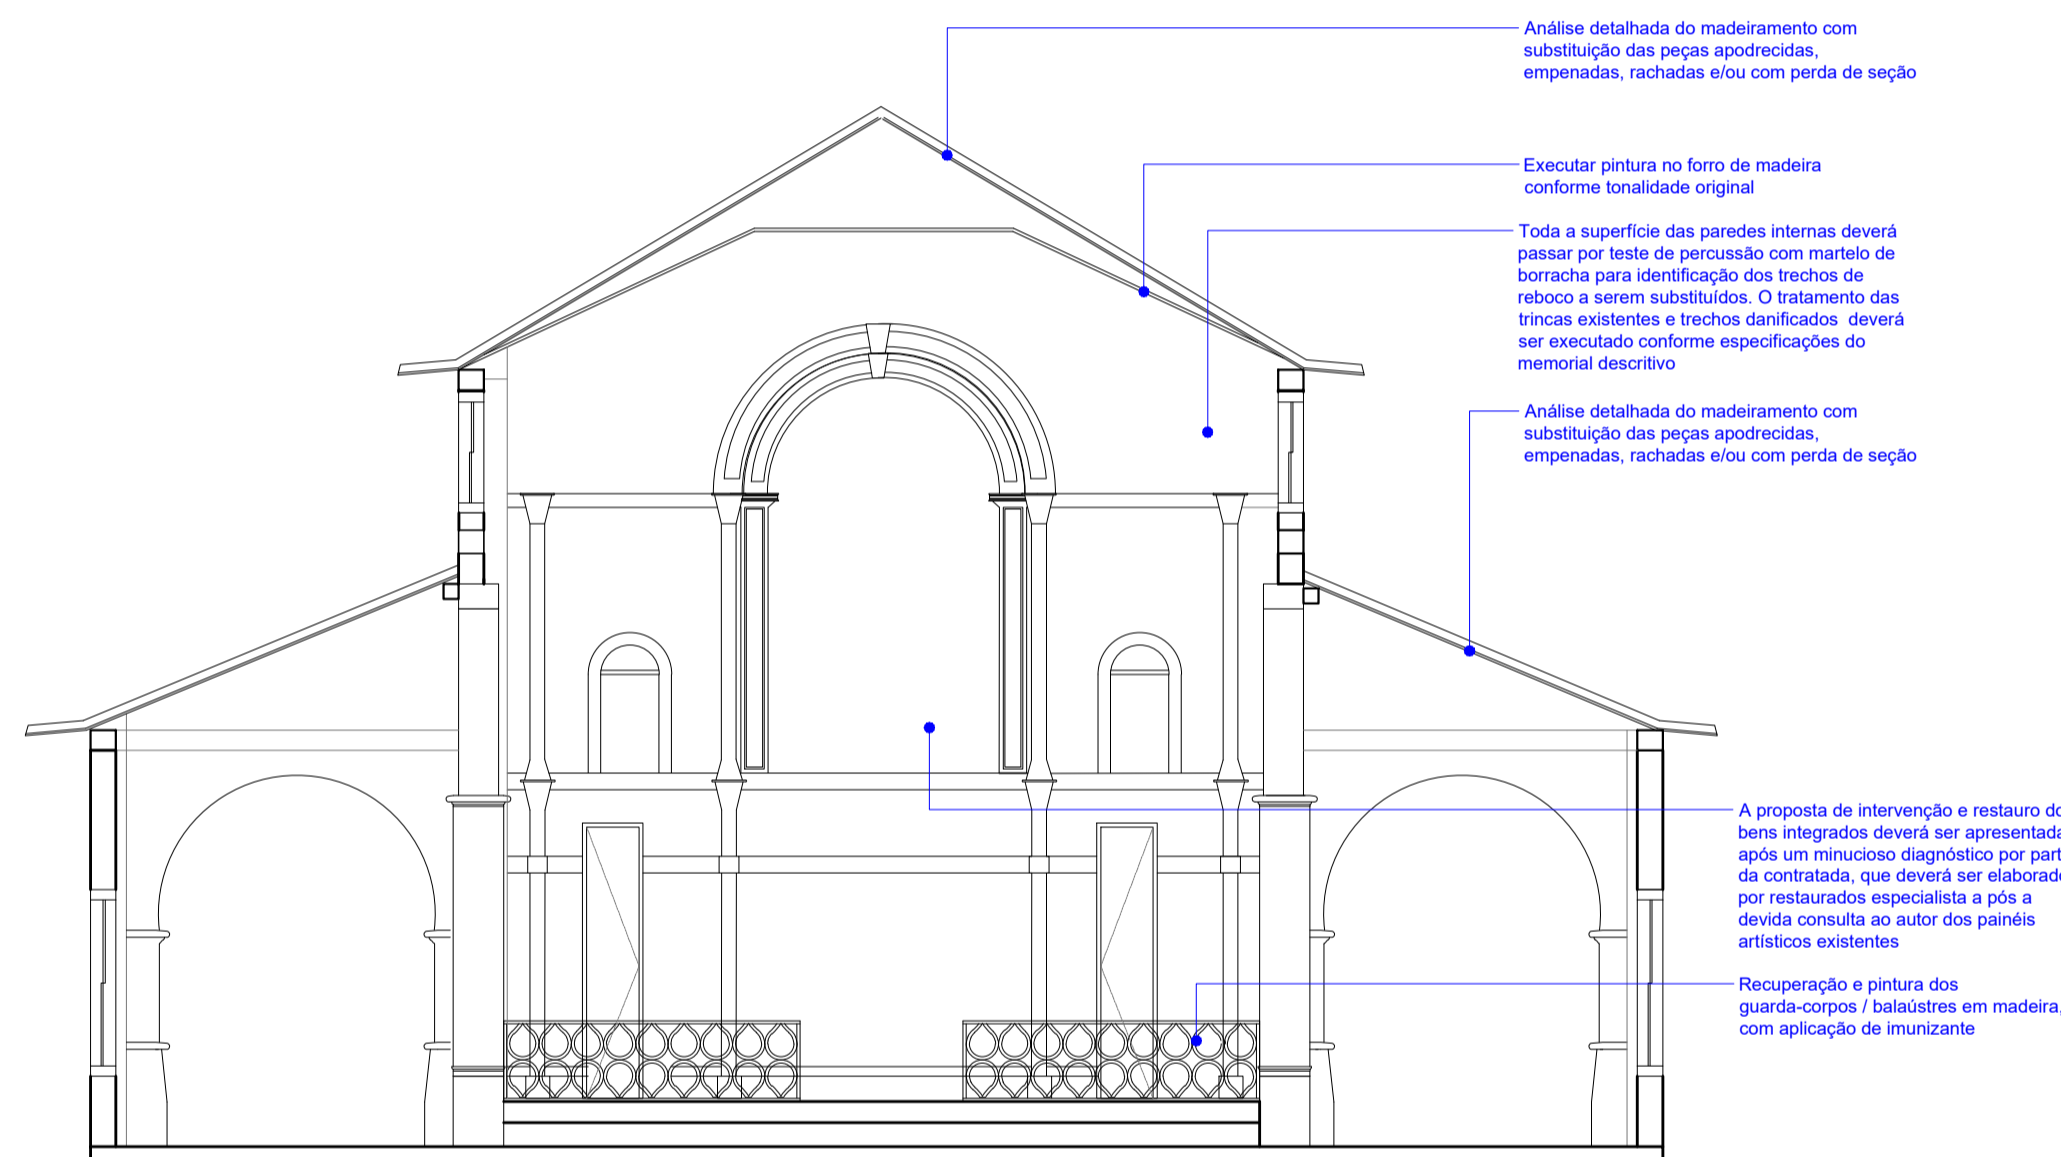 Análise detalhada do madeiramento com
substituição das peças apodrecidas,
empenadas, rachadas e/ou com perda de seção
Executar pintura no forro de madeira
conforme tonalidade original
Toda a superfície das paredes internas deverá
passar por teste de percussão com martelo de
borracha para identificação dos trechos de
reboco a serem substituídos. O tratamento das
trincas existentes e trechos danificados deverá
ser executado conforme especificações do
memorial descritivo
Análise detalhada do madeiramento com
substituição das peças apodrecidas,
empenadas, rachadas e/ou com perda de seção
A proposta de intervenção e restauro do
bens integrados deverá ser apresentada
após um minucioso diagnóstico por part
da contratada, que deverá ser elaborado
por restaurados especialista a pós a
devida consulta ao autor dos painéis
artísticos existentes
Recuperação e pintura dos
guarda-corpos / balaústres em madeira,
com aplicação de imunizante